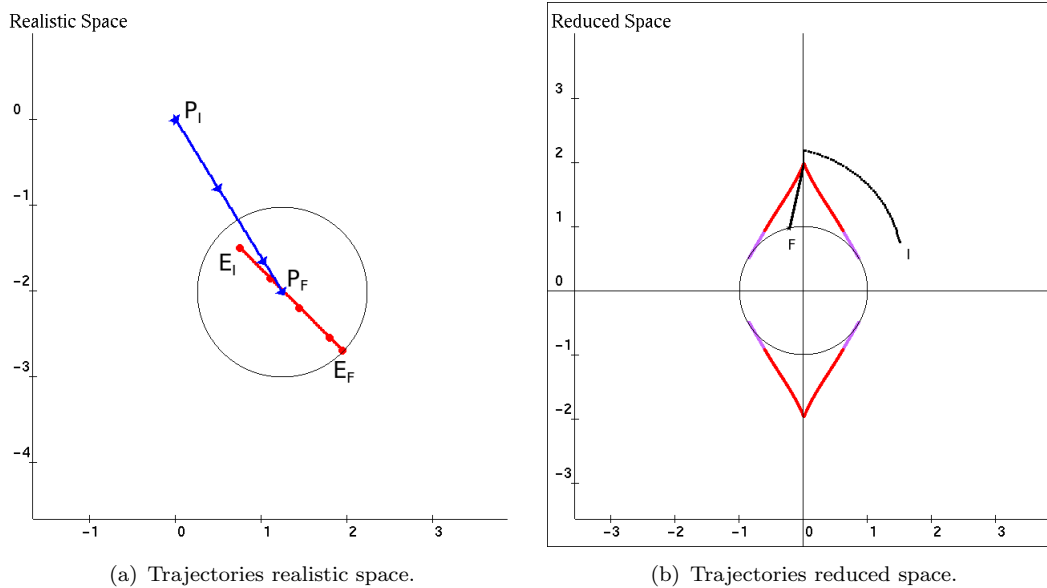 Realistic Space
0
-1
-2
-3
-4
-1
0
1
2
3
P_I
E_I
P_F
E_F
(a) Trajectories realistic space.
Reduced Space
3
2
1
0
-1
-2
-3
-3
-2
-1
0
1
2
3
F
I
(b) Trajectories reduced space.